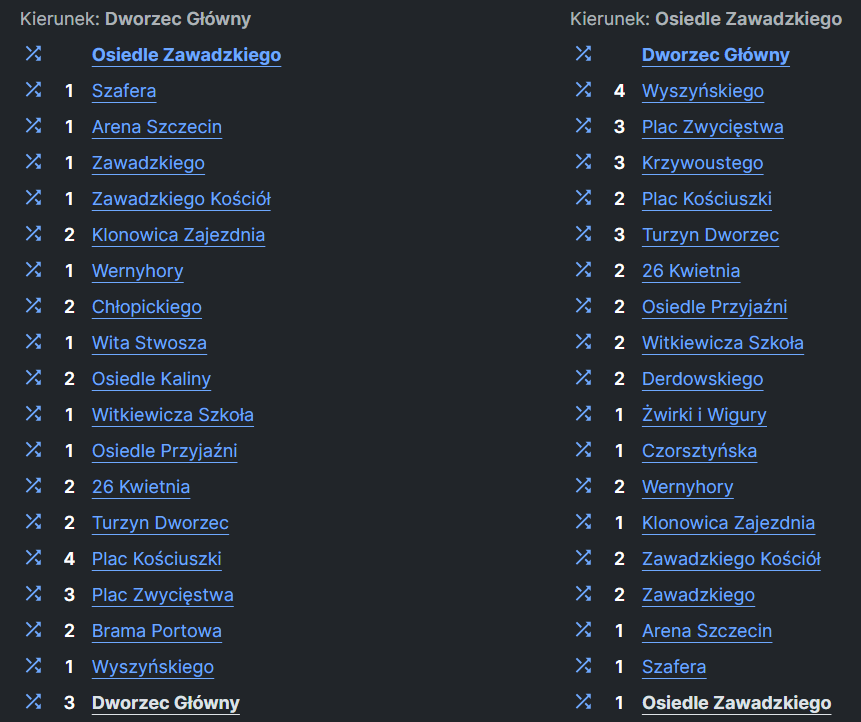 Kierunek: Dworzec Główny
Osiedle Zawadzkiego
1 Szafera
1 Arena Szczecin
1 Zawadzkiego
1 Zawadzkiego Kościół
2 Klonowica Zajezdnia
1 Wernyhory
2 Chłopickiego
1 Wita Stwosza
2 Osiedle Kaliny
1 Witkiewicza Szkoła
1 Osiedle Przyjaźni
2 26 Kwietnia
2 Turzyn Dworzec
4 Plac Kościuszki
3 Plac Zwycięstwa
2 Brama Portowa
1 Wyszyńskiego
3 Dworzec Główny
Kierunek: Osiedle Zawadzkiego
Dworzec Główny
4 Wyszyńskiego
3 Plac Zwycięstwa
3 Krzywoustego
2 Plac Kościuszki
3 Turzyn Dworzec
2 26 Kwietnia
2 Osiedle Przyjaźni
2 Witkiewicza Szkoła
2 Derdowskiego
1 Żwirki i Wigury
1 Czorsztyńska
2 Wernyhory
1 Klonowica Zajezdnia
2 Zawadzkiego Kościół
2 Zawadzkiego
1 Arena Szczecin
1 Szafera
1 Osiedle Zawadzkiego